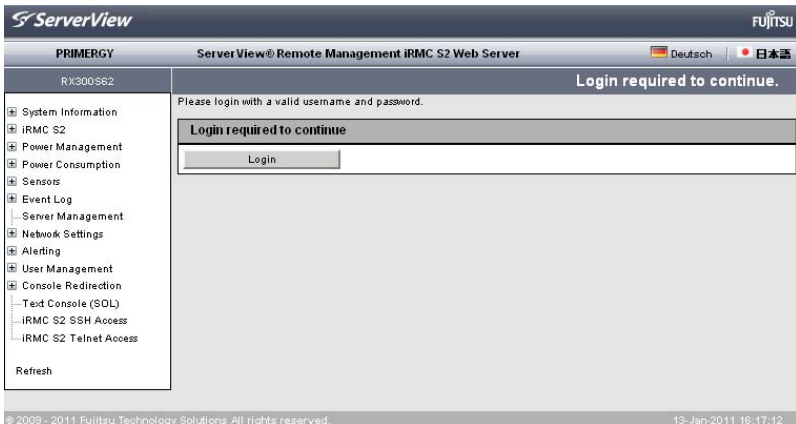 ServerView
FUJITSU
PRIMERGY
ServerView® Remote Management iRMC S2 Web Server
Deutsch
日本語
RX300S62
Login required to continue.
System Information
iRMC S2
Power Management
Power Consumption
Sensors
Event Log
Server Management
Network Settings
Alerting
User Management
Console Redirection
Text Console (SOL)
iRMC S2 SSH Access
iRMC S2 Telnet Access
Refresh
Please login with a valid username and password.
Login required to continue
Login
© 2009 - 2011 Fujitsu Technology Solutions All rights reserved.
13-Jan-2011 16:17:12